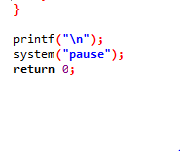 }
printf("\n");
system("pause");
return 0;